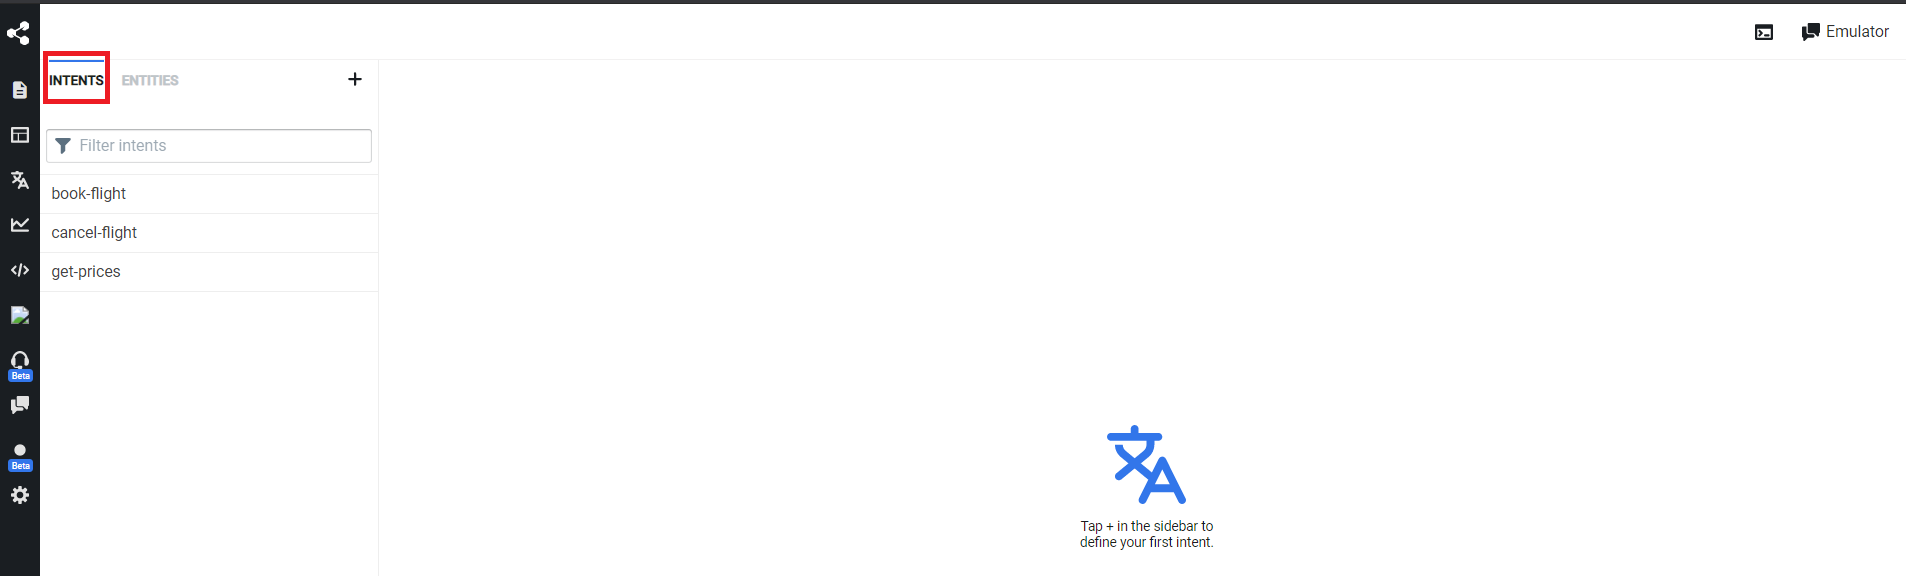 Emulator
INTENTS ENTITIES +
Filter intents
book-flight
cancel-flight
get-prices
Beta
Beta
Tap + in the sidebar to
define your first intent.